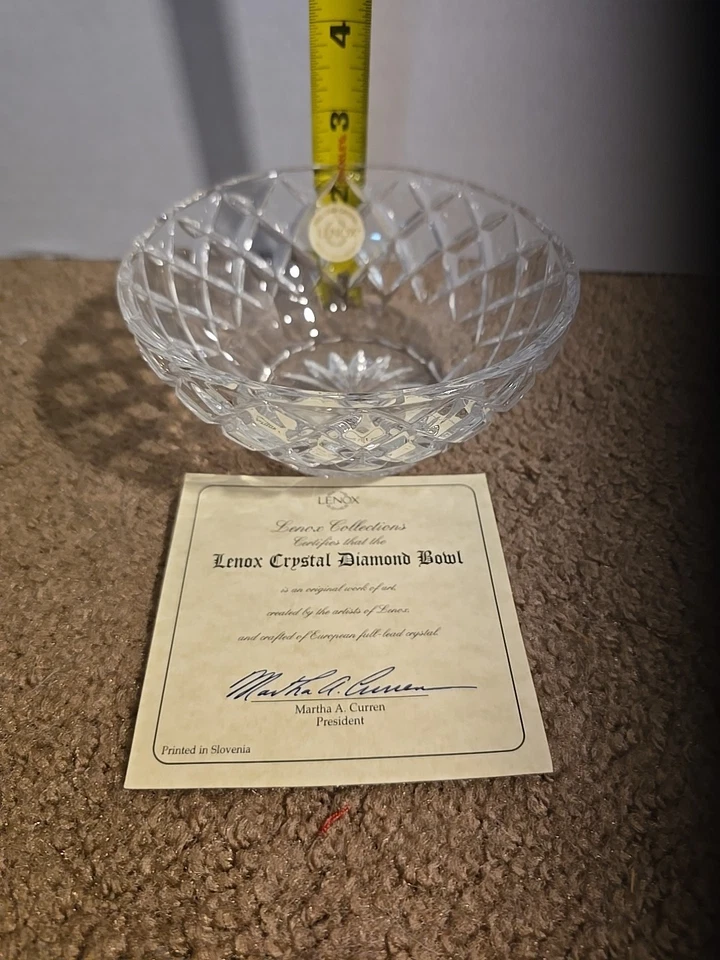 4
3
2
LENOX
LENOX
Lenox Collections
Certifies that the
Lenox Crystal Diamond Bowl
is an original work of art,
created by the artists of Lenox,
and crafted of European full-lead crystal.
Martha A. Curren
Martha A. Curren
President
Printed in Slovenia